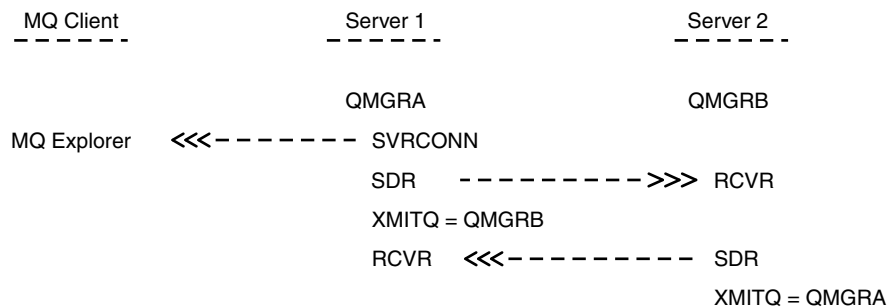 MQ Client Server 1 Server 2
QMGRA QMGRB
MQ Explorer <<< SVRCONN
SDR >>> RCVR
XMITQ = QMGRB
RCVR <<< SDR
XMITQ = QMGRA